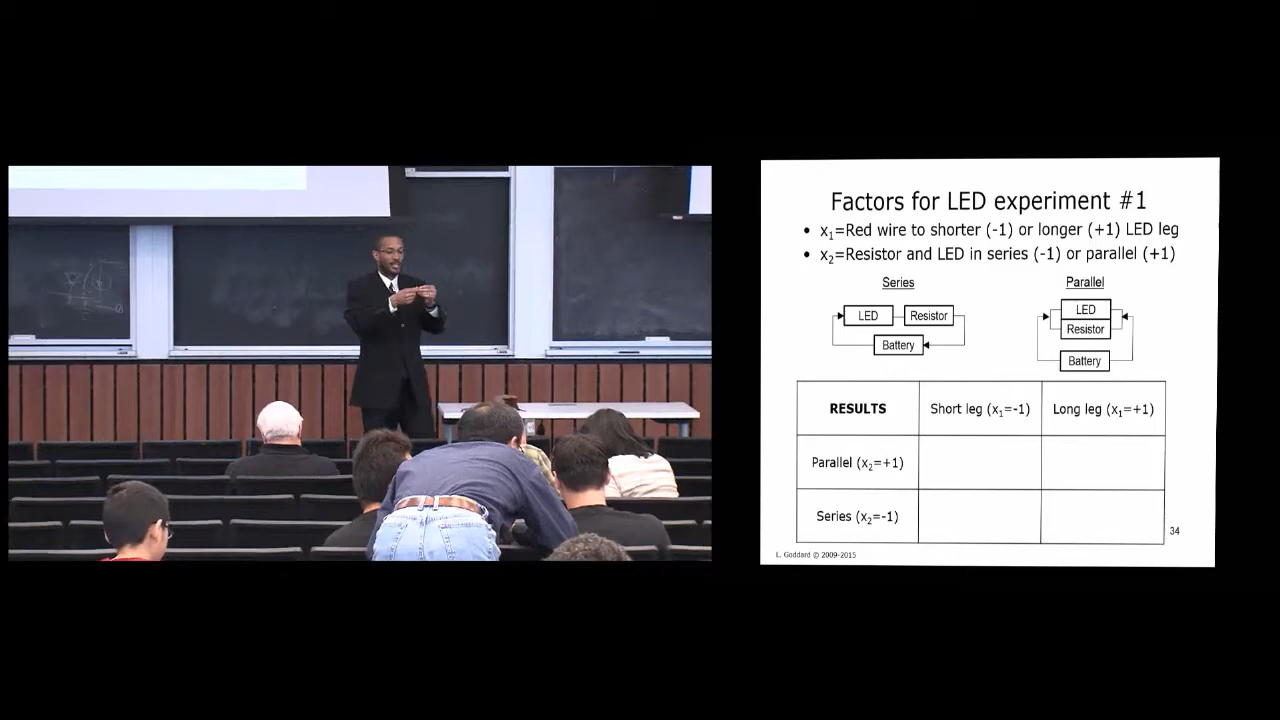 Factors for LED experiment #1
• x₁=Red wire to shorter (-1) or longer (+1) LED leg
• x₂=Resistor and LED in series (-1) or parallel (+1)
Series
Parallel
LED
Resistor
Battery
LED
Resistor
Battery
RESULTS Short leg (x₁=-1) Long leg (x₁=+1)
Parallel (x₂=+1)
Series (x₂=-1)
34
L. Goddard © 2009-2015